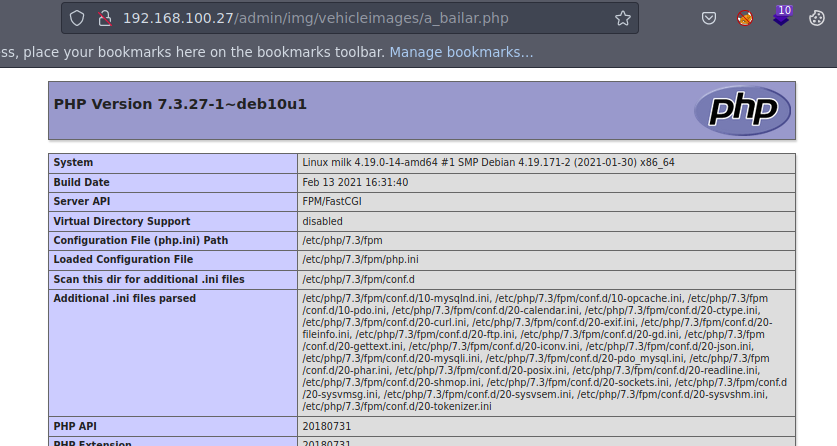 192.168.100.27/admin/img/vehicleimages/a_bailar.php
10
ss, place your bookmarks here on the bookmarks toolbar. Manage bookmarks...
PHP Version 7.3.27-1~deb10u1
php
System Linux milk 4.19.0-14-amd64 #1 SMP Debian 4.19.171-2 (2021-01-30) x86_64
Build Date Feb 13 2021 16:31:40
Server API FPM/FastCGI
Virtual Directory Support disabled
Configuration File (php.ini) Path /etc/php/7.3/fpm
Loaded Configuration File /etc/php/7.3/fpm/php.ini
Scan this dir for additional .ini files /etc/php/7.3/fpm/conf.d
Additional .ini files parsed /etc/php/7.3/fpm/conf.d/10-mysqlnd.ini, /etc/php/7.3/fpm/conf.d/10-opcache.ini, /etc/php/7.3/fpm
/conf.d/10-pdo.ini, /etc/php/7.3/fpm/conf.d/20-calendar.ini, /etc/php/7.3/fpm/conf.d/20-ctype.ini,
/etc/php/7.3/fpm/conf.d/20-curl.ini, /etc/php/7.3/fpm/conf.d/20-exif.ini, /etc/php/7.3/fpm/conf.d/20-
fileinfo.ini, /etc/php/7.3/fpm/conf.d/20-ftp.ini, /etc/php/7.3/fpm/conf.d/20-gd.ini, /etc/php/7.3/fpm
/conf.d/20-gettext.ini, /etc/php/7.3/fpm/conf.d/20-iconv.ini, /etc/php/7.3/fpm/conf.d/20-json.ini,
/etc/php/7.3/fpm/conf.d/20-mysqli.ini, /etc/php/7.3/fpm/conf.d/20-pdo_mysql.ini, /etc/php/7.3/fpm
/conf.d/20-phar.ini, /etc/php/7.3/fpm/conf.d/20-posix.ini, /etc/php/7.3/fpm/conf.d/20-readline.ini,
/etc/php/7.3/fpm/conf.d/20-shmop.ini, /etc/php/7.3/fpm/conf.d/20-sockets.ini, /etc/php/7.3/fpm/conf.d
/20-sysvmsg.ini, /etc/php/7.3/fpm/conf.d/20-sysvsem.ini, /etc/php/7.3/fpm/conf.d/20-sysvshm.ini,
/etc/php/7.3/fpm/conf.d/20-tokenizer.ini
PHP API 20180731
PHP Extension 20180731